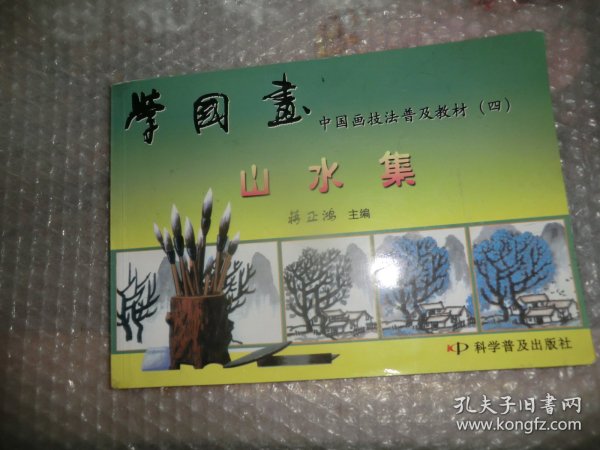 學國畫 中国画技法普及教材（四）
山水集
蒋正鸿 主编
KP 科学普及出版社
孔夫子旧书网
www.kongfz.com